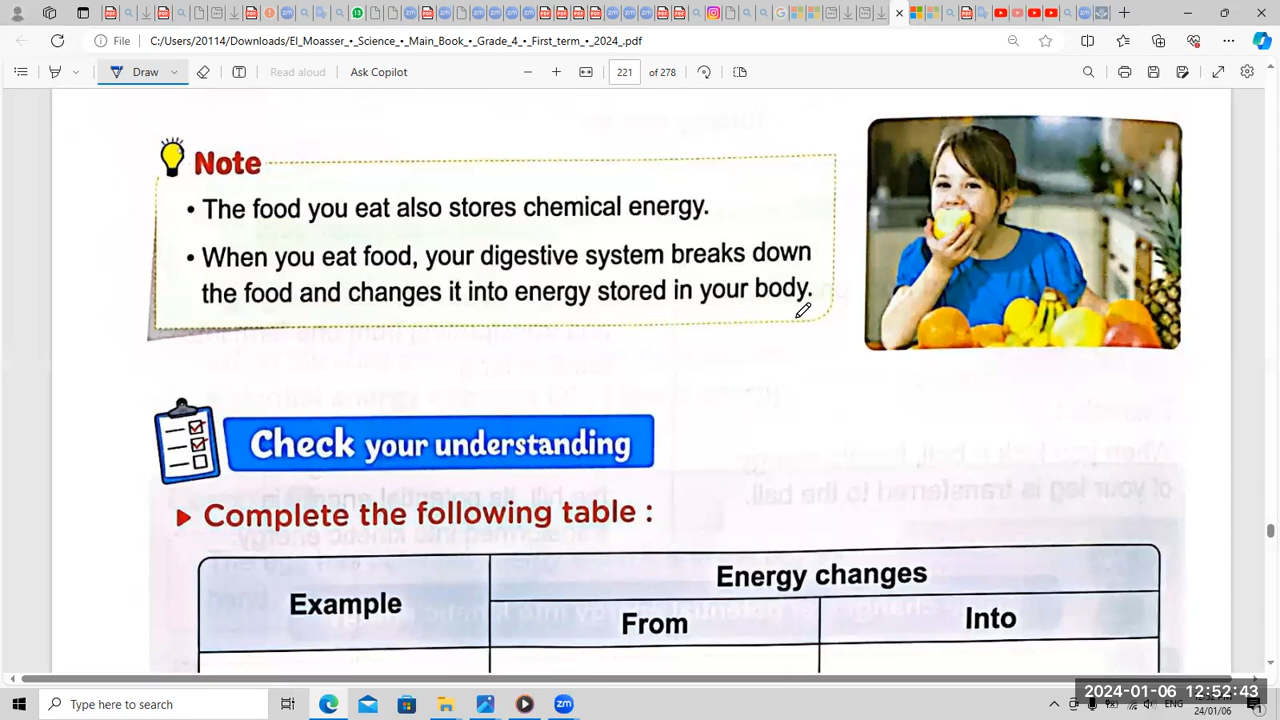 File C:/Users/20114/Downloads/El_Moasser_•_Science_•_Main_Book_•_Grade_4_•_First_term_•_2024_.pdf
Draw
Read aloud
Ask Copilot
221 of 278
Note
• The food you eat also stores chemical energy.
• When you eat food, your digestive system breaks down
the food and changes it into energy stored in your body.
Check your understanding
Complete the following table :
Example
Energy changes
From
Into
Type here to search
ENG
2024-01-06 12:52:43
24/01/06